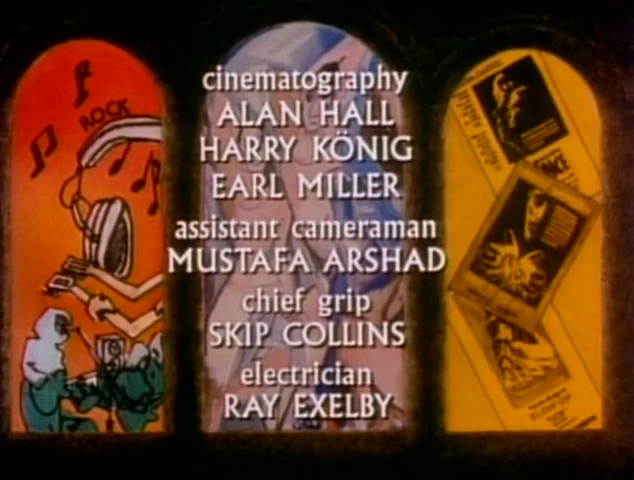 ROCK
cinematography
ALAN HALL
HARRY KÖNIG
EARL MILLER
assistant cameraman
MUSTAFA ARSHAD
chief grip
SKIP COLLINS
electrician
RAY EXELBY